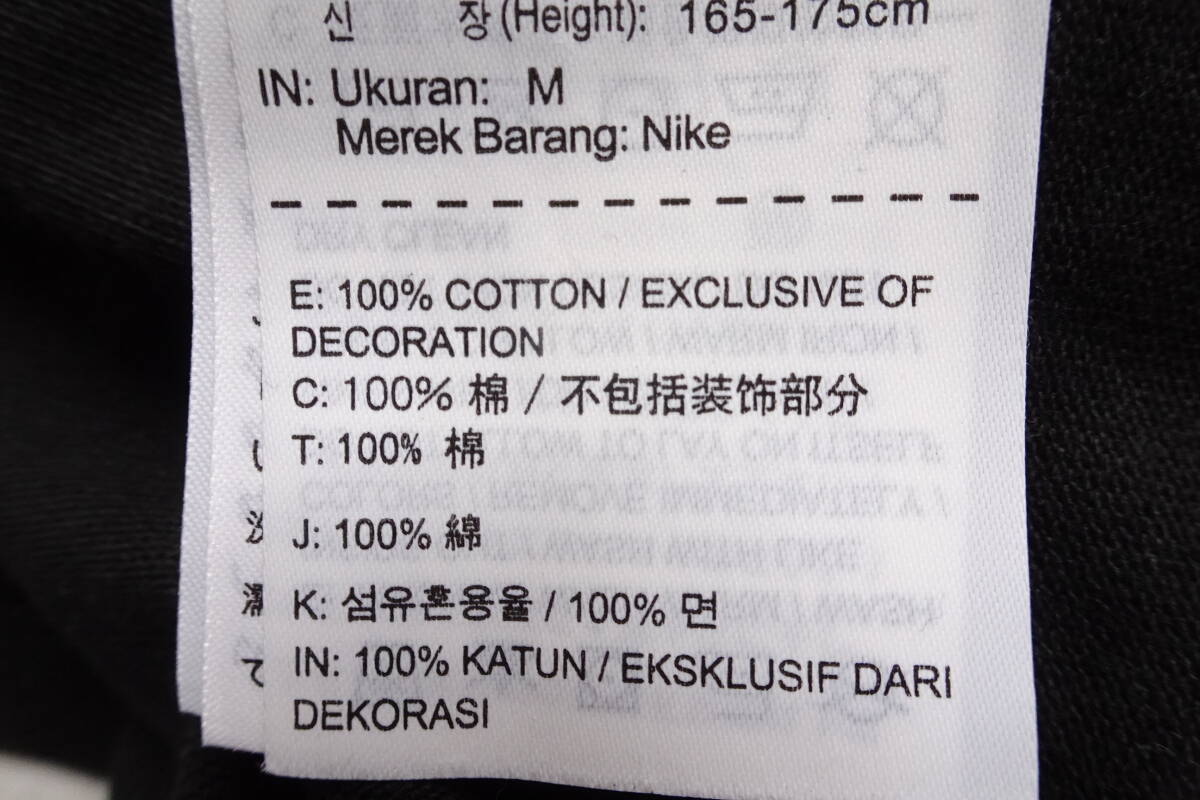 신 장 (Height): 165-175cm
IN: Ukuran: M
Merek Barang: Nike
E: 100% COTTON / EXCLUSIVE OF
DECORATION
C: 100% 棉 / 不包括装饰部分
T: 100% 棉
J: 100% 綿
K: 섬유혼용율 / 100% 면
IN: 100% KATUN / EKSKLUSIF DARI
DEKORASI